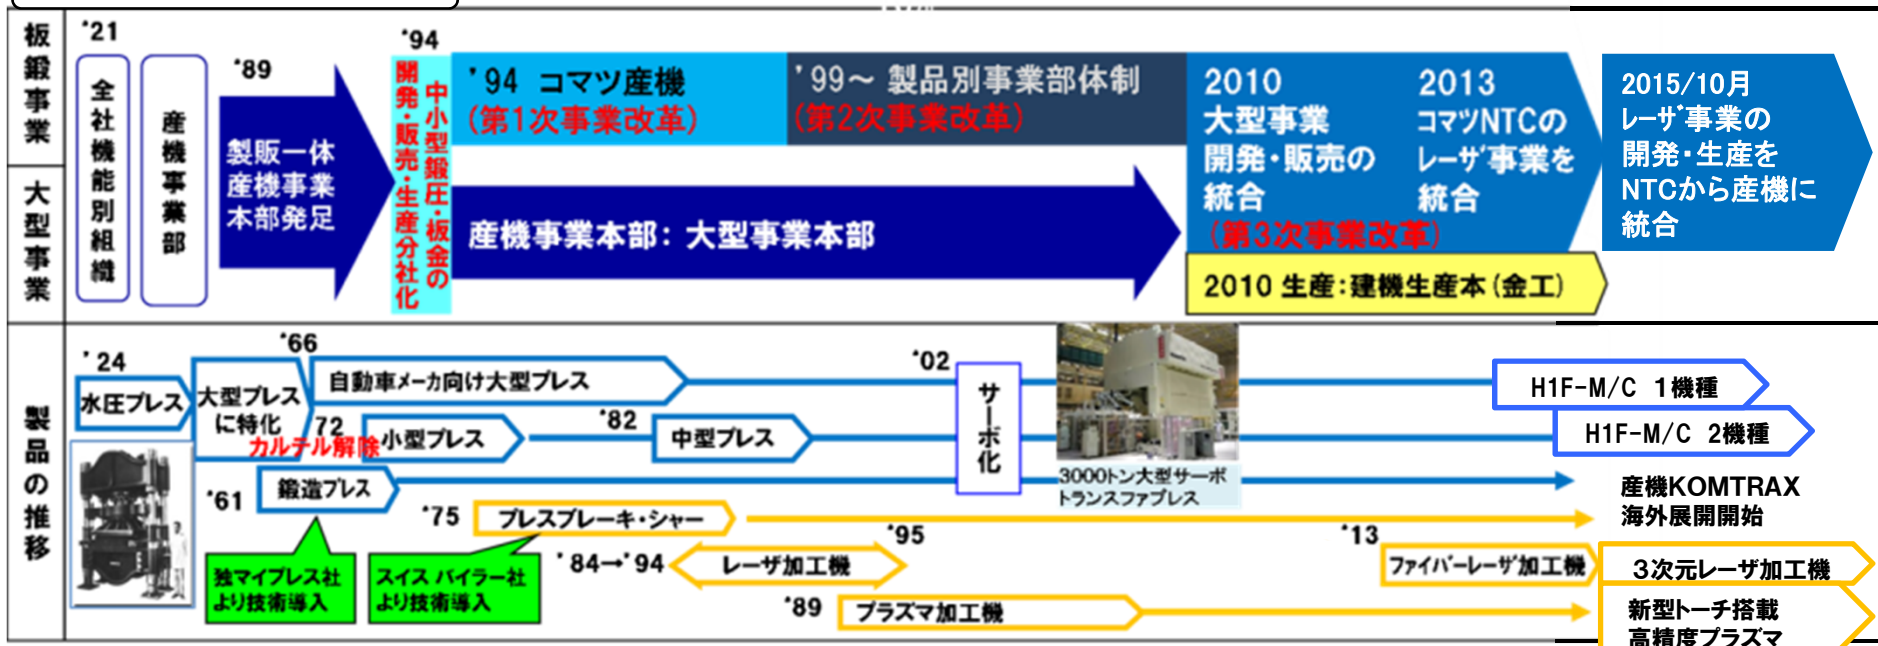 板鍛事業
大型事業
製品の推移
'21
全社機能別組織
産機事業部
'89
製販一体
産機事業
本部発足
'94
中小型鍛圧・板金の
開発・販売・生産分社化
'94 コマツ産機
(第1次事業改革)
'99～ 製品別事業部体制
(第2次事業改革)
産機事業本部: 大型事業本部
2010
大型事業
開発・販売の
統合
2013
コマツNTCの
レーザ事業を
統合
(第3次事業改革)
2010 生産:建機生産本(金工)
2015/10月
レーザ事業の
開発・生産を
NTCから産機に
統合
'24
水圧プレス
大型プレス
に特化
'66
自動車メーカ向け大型プレス
'72
カルテル解除
小型プレス
'82
中型プレス
'02
サーボ化
3000トン大型サーボ
トランスファプレス
H1F-M/C 1機種
H1F-M/C 2機種
'61
鍛造プレス
産機KOMTRAX
海外展開開始
'75
プレスブレーキ・シャー
独マイプレス社
より技術導入
スイス バイラー社
より技術導入
'84→'94
レーザ加工機
'95
'13
ファイバーレーザ加工機
3次元レーザ加工機
'89
プラズマ加工機
新型トーチ搭載
高精度プラズマ